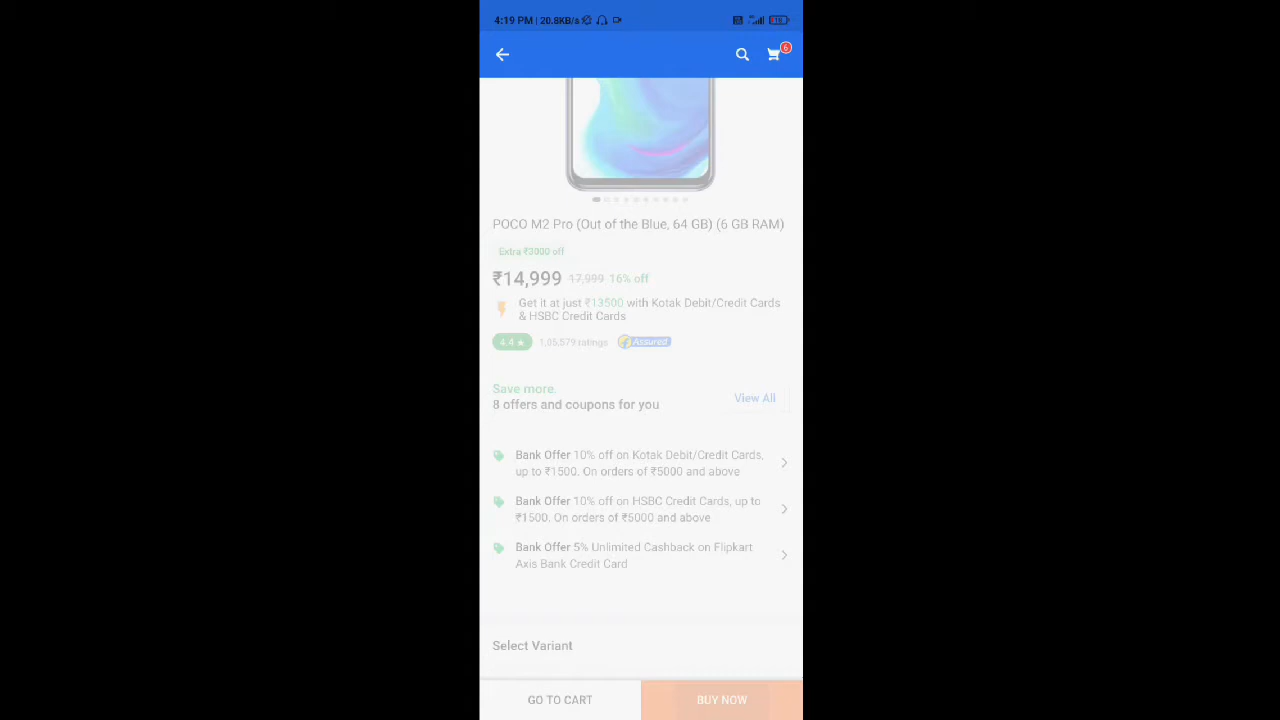 4:19 PM | 20.8KB/s
6
POCO M2 Pro (Out of the Blue, 64 GB) (6 GB RAM)
Extra ₹3000 off
₹14,999 17,999 16% off
Get it at just ₹13500 with Kotak Debit/Credit Cards
& HSBC Credit Cards
4.4 ★ 1,05,579 ratings Assured
Save more.
8 offers and coupons for you
View All
Bank Offer 10% off on Kotak Debit/Credit Cards,
up to ₹1500. On orders of ₹5000 and above
Bank Offer 10% off on HSBC Credit Cards, up to
₹1500. On orders of ₹5000 and above
Bank Offer 5% Unlimited Cashback on Flipkart
Axis Bank Credit Card
Select Variant
GO TO CART BUY NOW